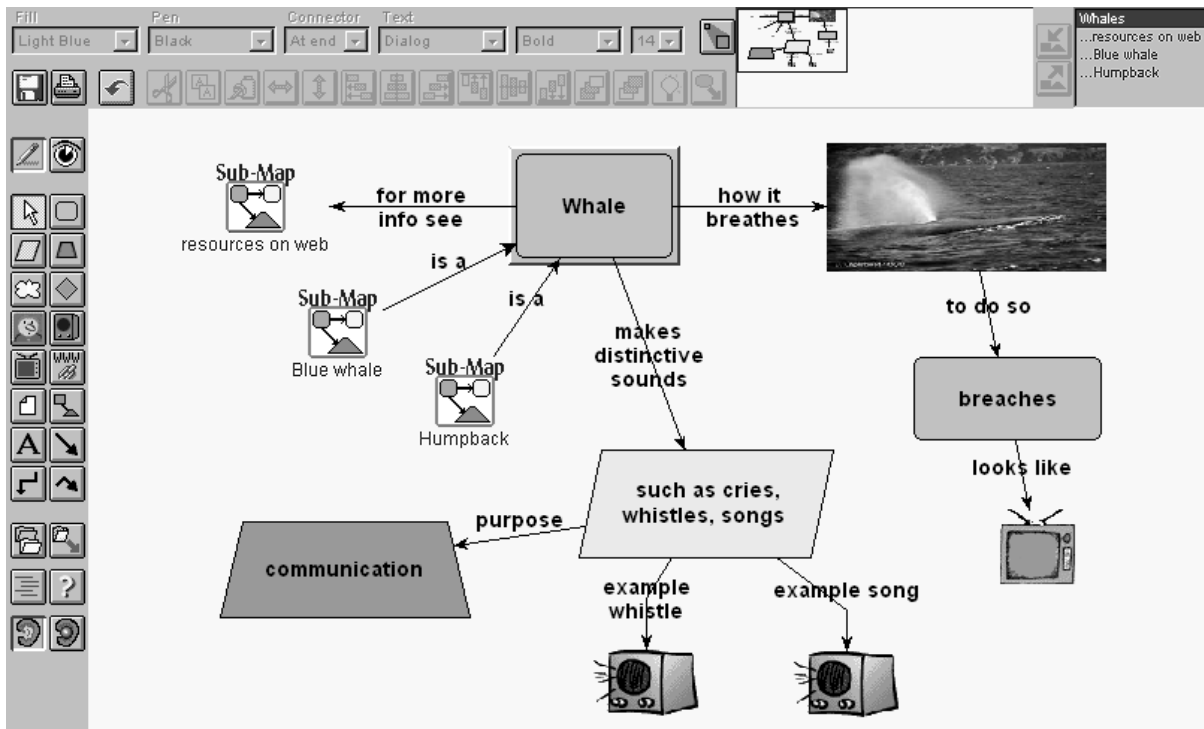 Fill Pen Connector Text
Light Blue Black At end Dialog Bold 14
Whales
...resources on web
...Blue whale
...Humpback
WWW
A
?
Sub-Map
resources on web
for more
info see
Whale
how it
breathes
is a
Sub-Map
Blue whale
is a
Sub-Map
Humpback
makes
distinctive
sounds
to do so
breaches
looks like
such as cries,
whistles, songs
purpose
communication
example
whistle
example song